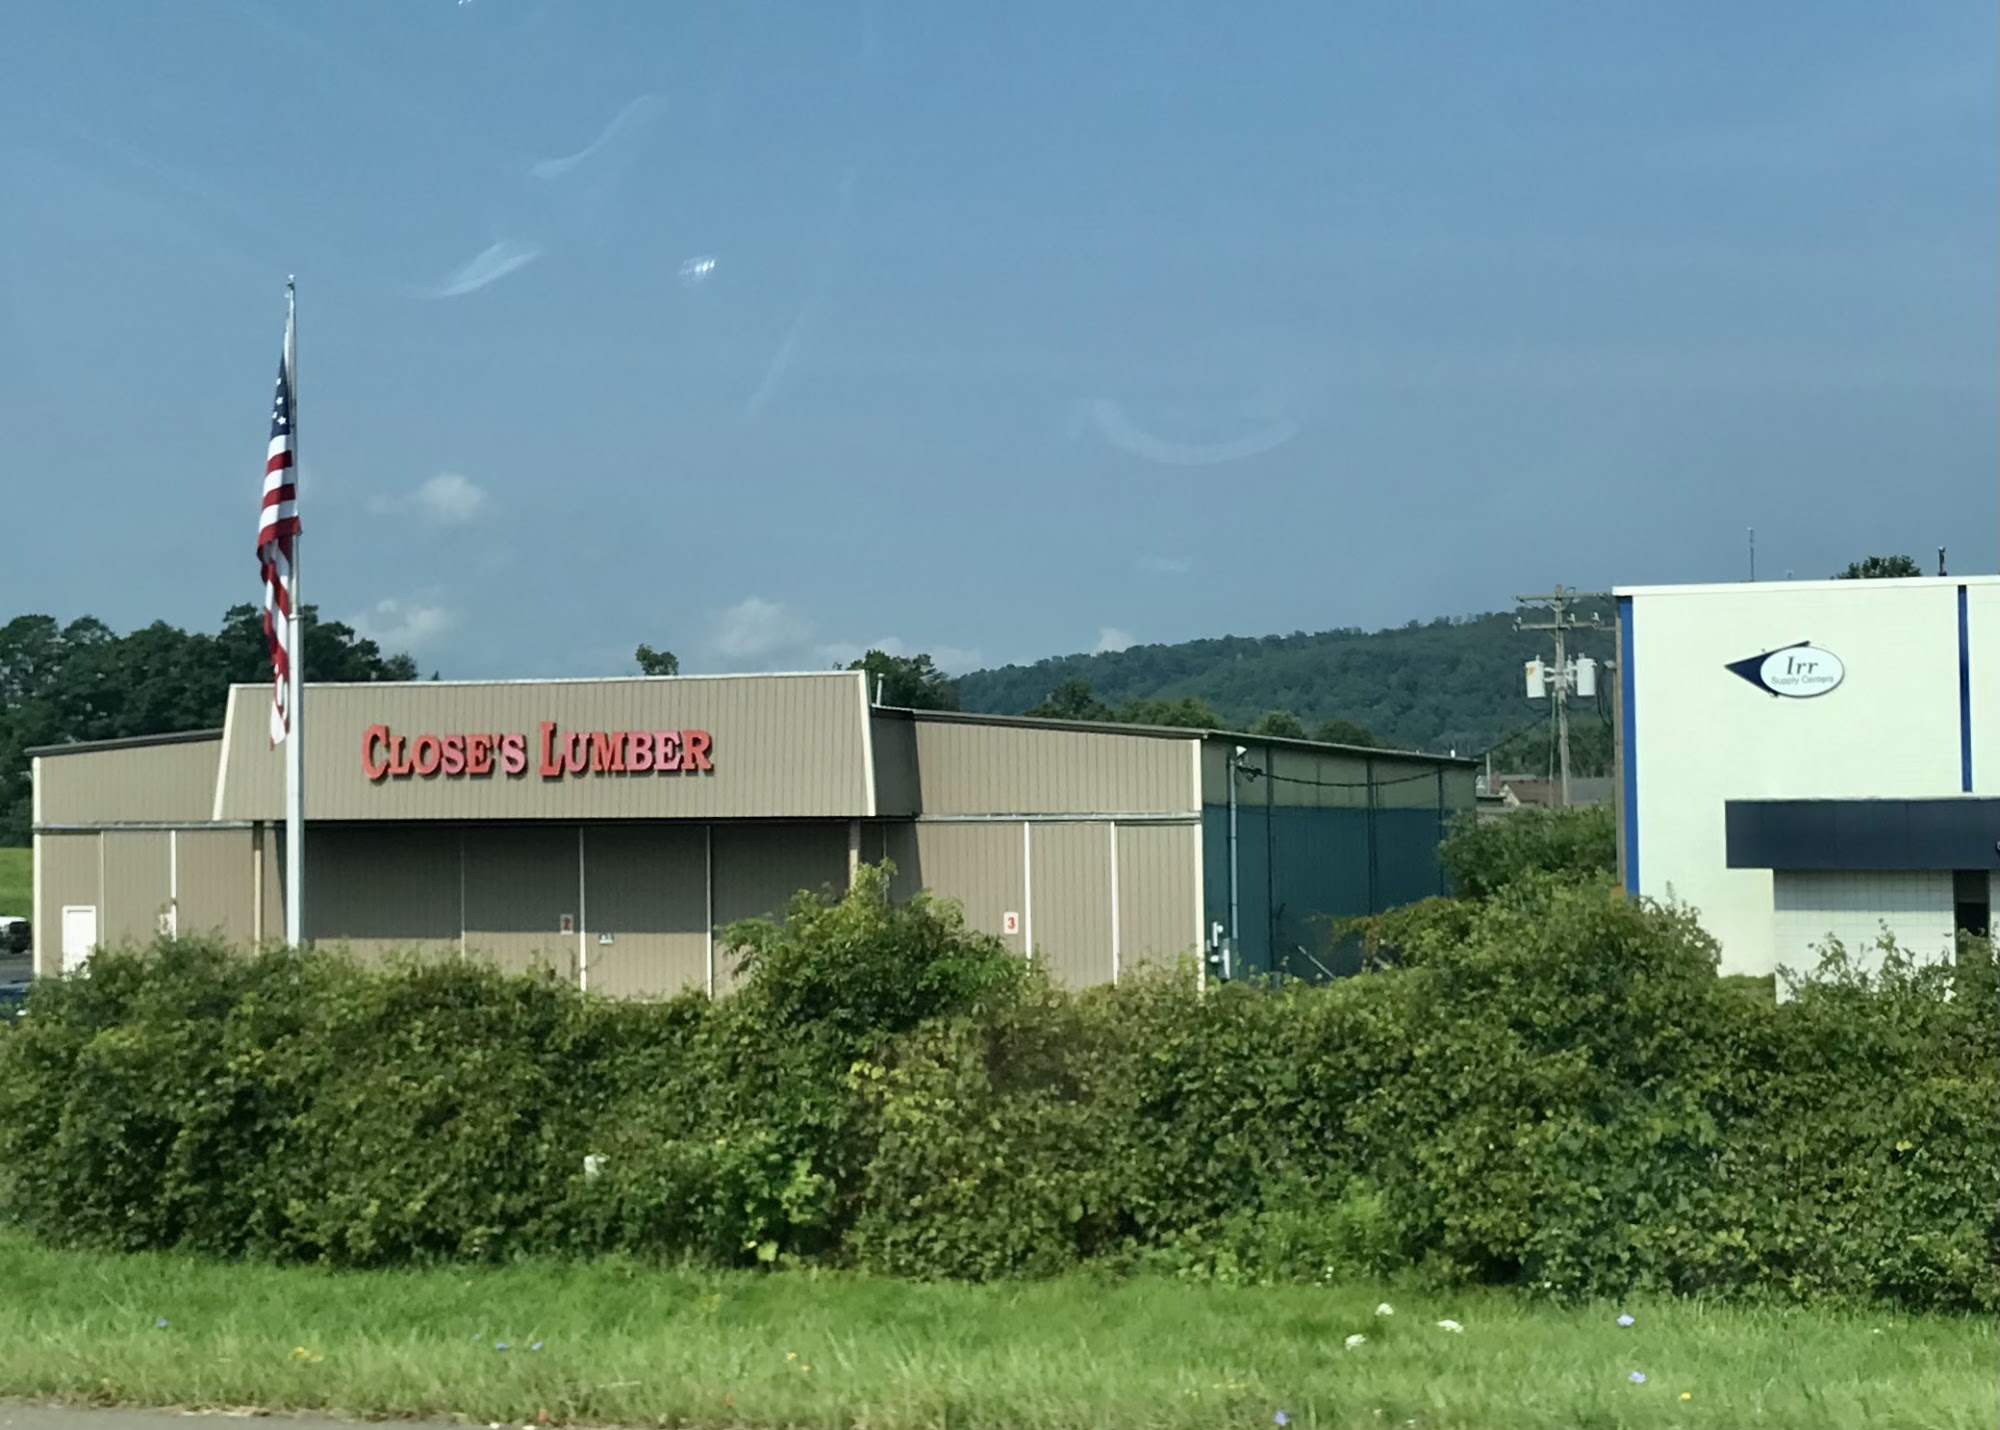 CLOSE'S LUMBER
Irr
Supply Centers
2
3